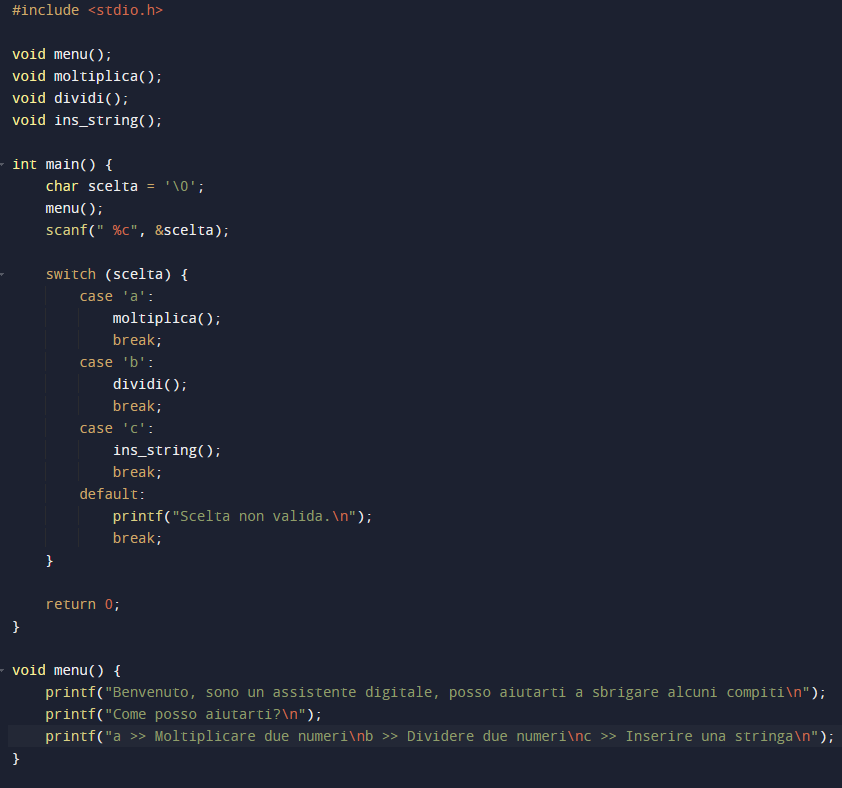 #include <stdio.h>

void menu();
void moltiplica();
void dividi();
void ins_string();

int main() {
    char scelta = '\0';
    menu();
    scanf(" %c", &scelta);

    switch (scelta) {
        case 'a':
            moltiplica();
            break;
        case 'b':
            dividi();
            break;
        case 'c':
            ins_string();
            break;
        default:
            printf("Scelta non valida.\n");
            break;
    }

    return 0;
}

void menu() {
    printf("Benvenuto, sono un assistente digitale, posso aiutarti a sbrigare alcuni compiti\n");
    printf("Come posso aiutarti?\n");
    printf("a >> Moltiplicare due numeri\nb >> Dividere due numeri\nc >> Inserire una stringa\n");
}